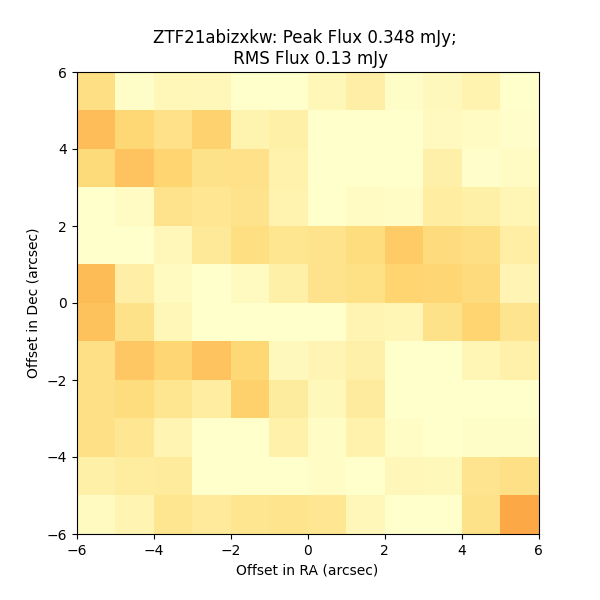 ZTF21abizxkw: Peak Flux 0.348 mJy;
RMS Flux 0.13 mJy
6
4
2
0
−2
−4
−6
Offset in Dec (arcsec)
−6 −4 −2 0 2 4 6
Offset in RA (arcsec)